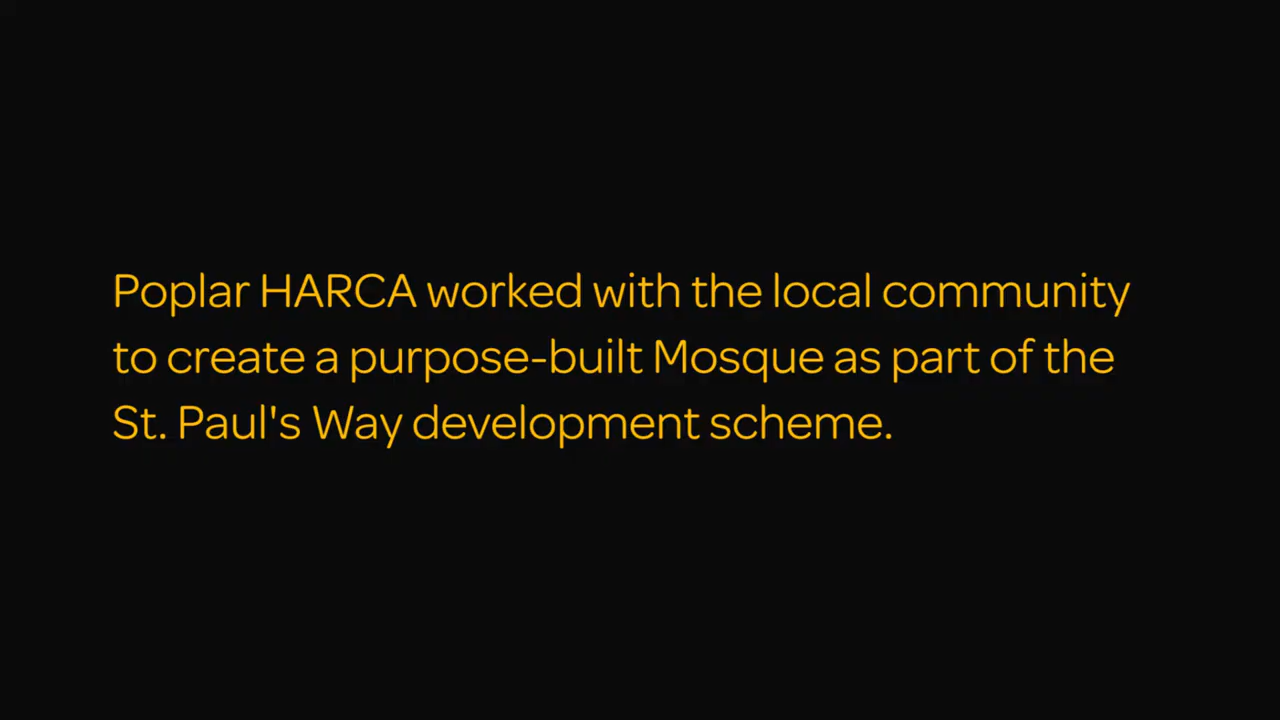 Poplar HARCA worked with the local community
to create a purpose-built Mosque as part of the
St. Paul's Way development scheme.